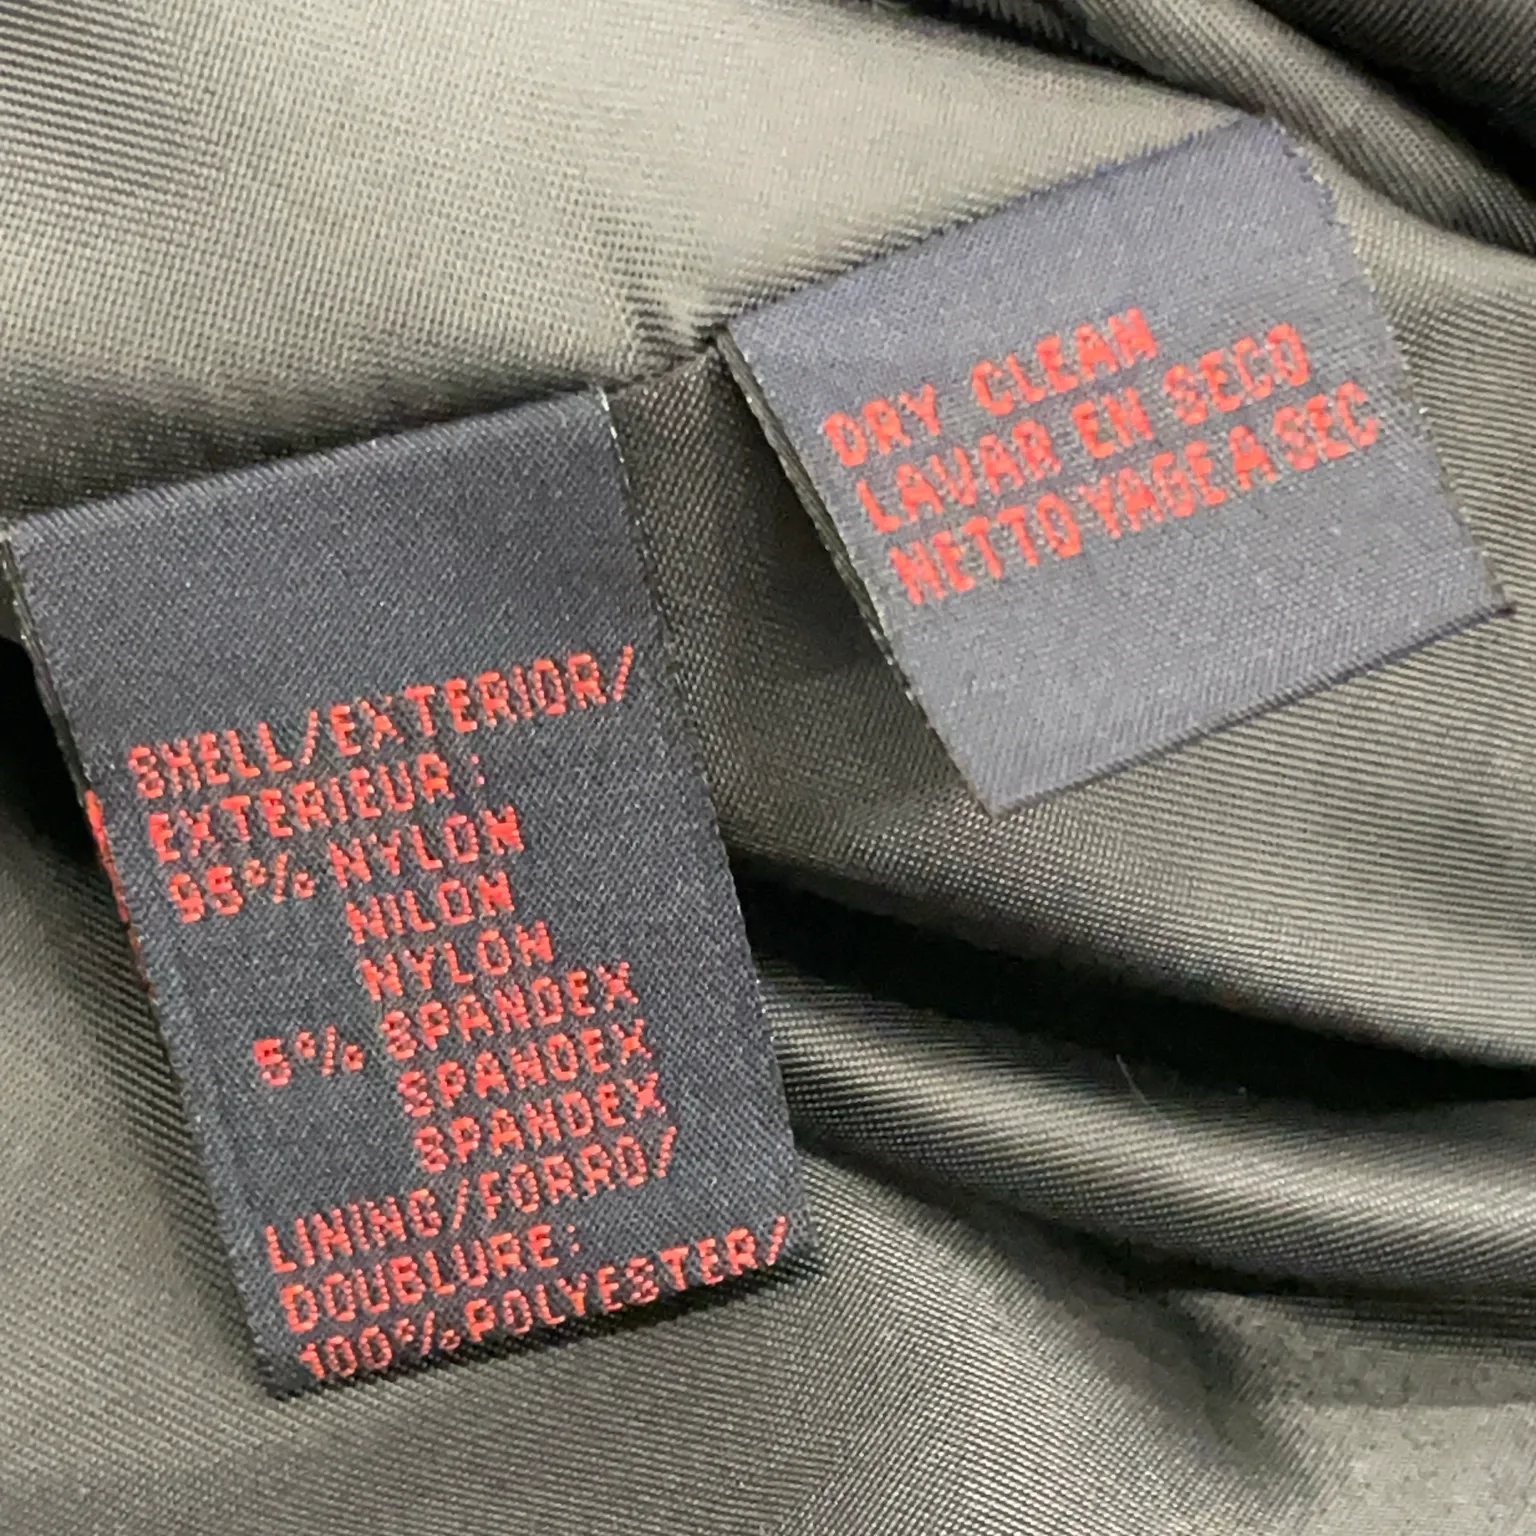 SHELL/EXTERIOR/
EXTERIEUR:
95% NYLON
NILON
NYLON
5% SPANDEX
SPANDEX
SPANDEX
LINING/FORRO/
DOUBLURE:
100% POLYESTER/
DRY CLEAN
LAVAR EN SECO
NETTOYAGE A SEC